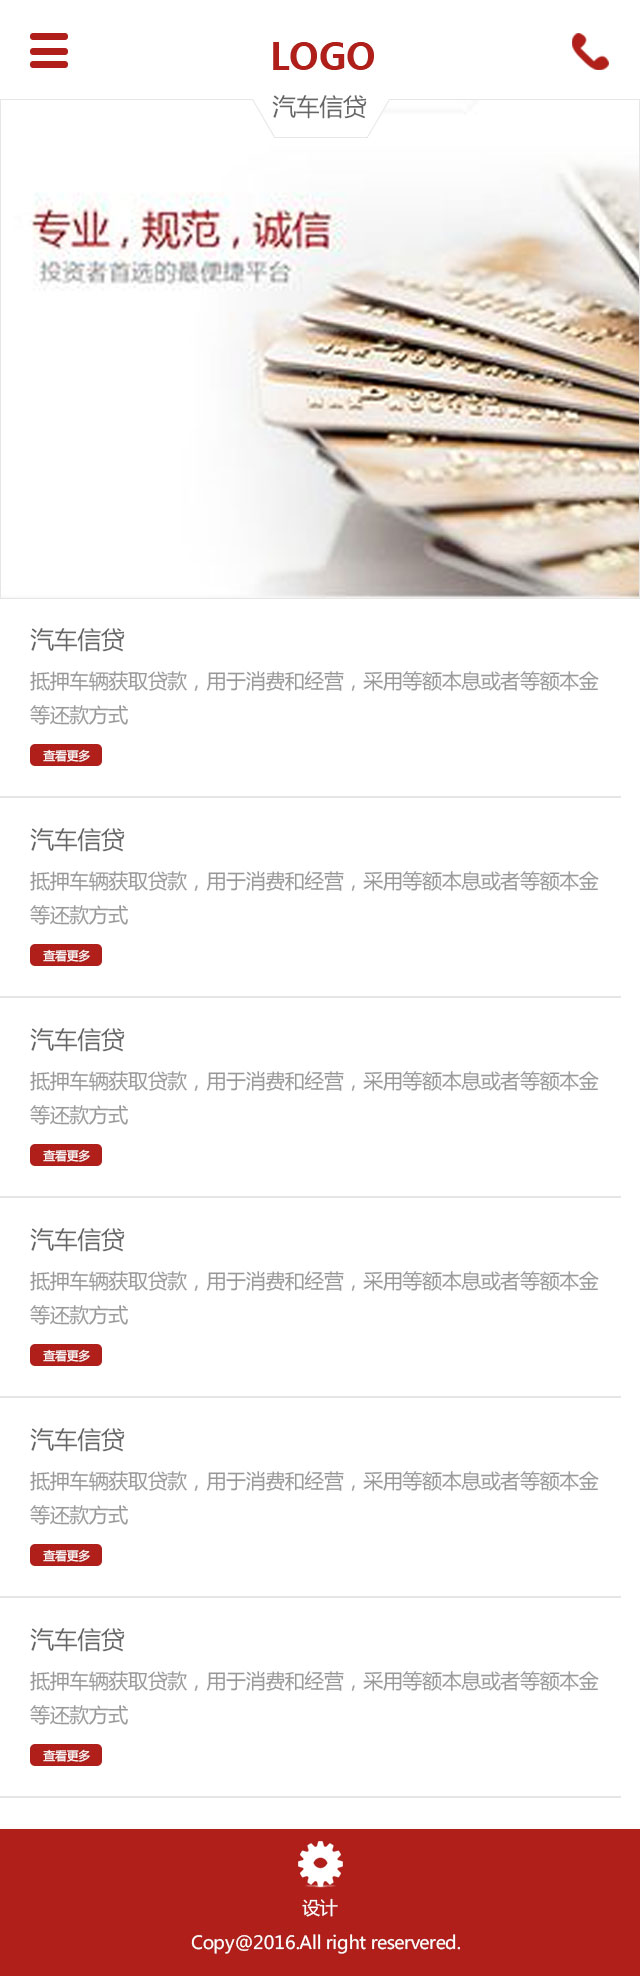 LOGO
汽车信贷
专业，规范，诚信
投资者首选的最便捷平台
汽车信贷
抵押车辆获取贷款，用于消费和经营，采用等额本息或者等额本金
等还款方式
查看更多
汽车信贷
抵押车辆获取贷款，用于消费和经营，采用等额本息或者等额本金
等还款方式
查看更多
汽车信贷
抵押车辆获取贷款，用于消费和经营，采用等额本息或者等额本金
等还款方式
查看更多
汽车信贷
抵押车辆获取贷款，用于消费和经营，采用等额本息或者等额本金
等还款方式
查看更多
汽车信贷
抵押车辆获取贷款，用于消费和经营，采用等额本息或者等额本金
等还款方式
查看更多
汽车信贷
抵押车辆获取贷款，用于消费和经营，采用等额本息或者等额本金
等还款方式
查看更多
设计
Copy@2016.All right reservered.